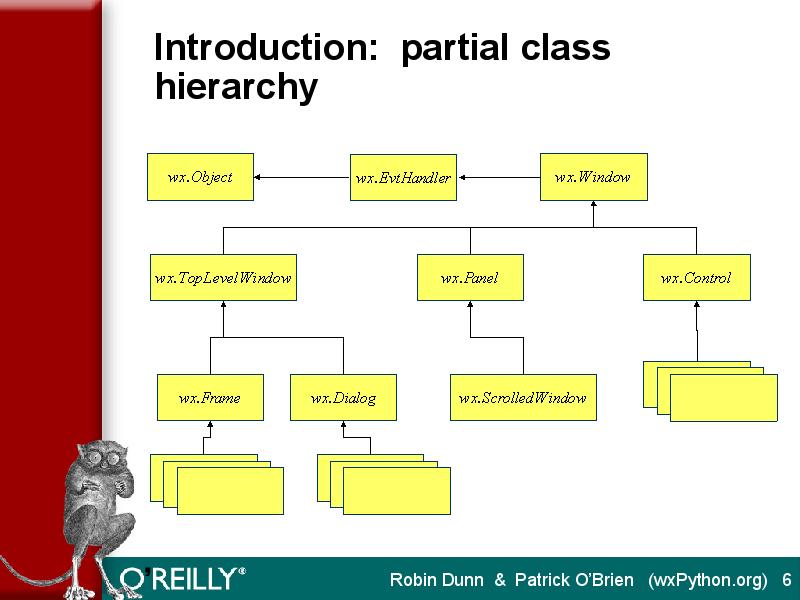 Introduction:  partial class
hierarchy
wx.Object
wx.EvtHandler
wx.Window
wx.TopLevelWindow
wx.Panel
wx.Control
wx.Frame
wx.Dialog
wx.ScrolledWindow
O'REILLY®
Robin Dunn  &  Patrick O'Brien   (wxPython.org)   6